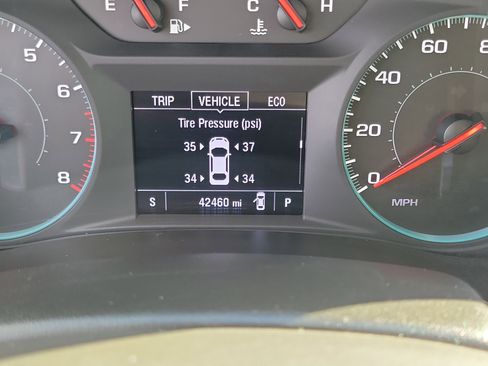 E F C H
TRIP VEHICLE ECO
Tire Pressure (psi)
35 37
34 34
S 42460 mi P
5
6
7
8
0
20
40
60
80
MPH